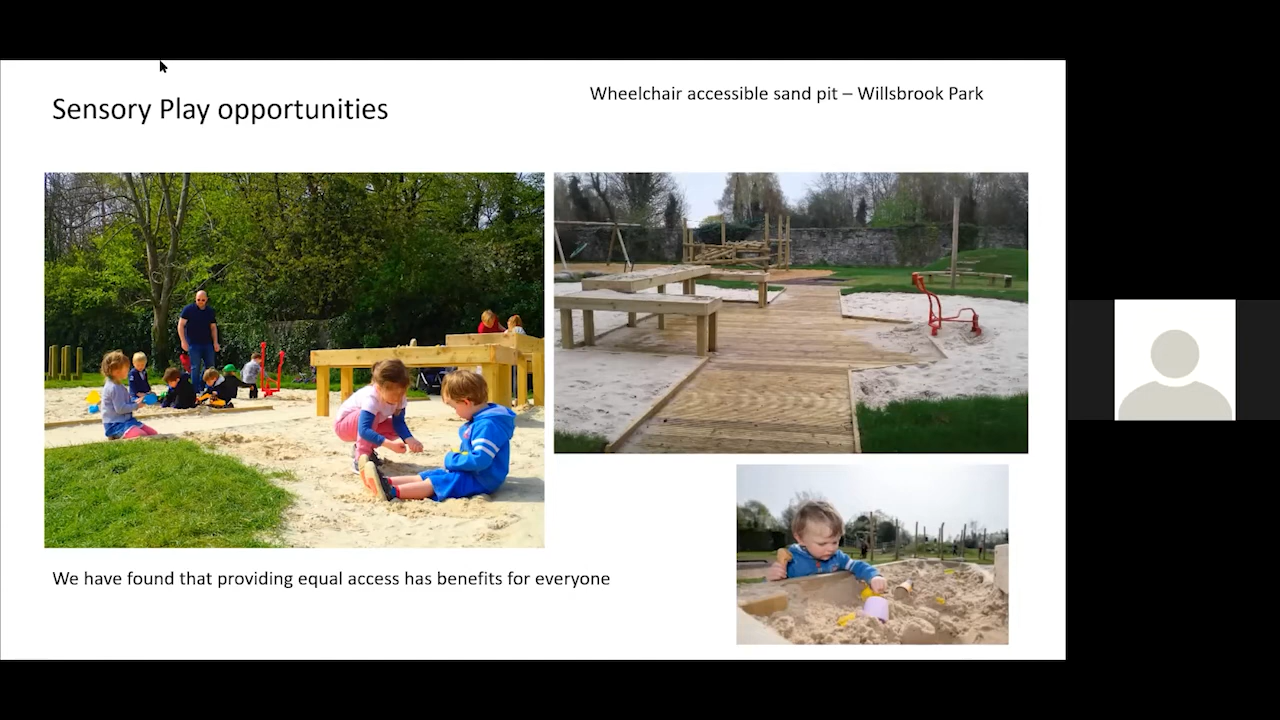 Sensory Play opportunities
Wheelchair accessible sand pit – Willsbrook Park
We have found that providing equal access has benefits for everyone